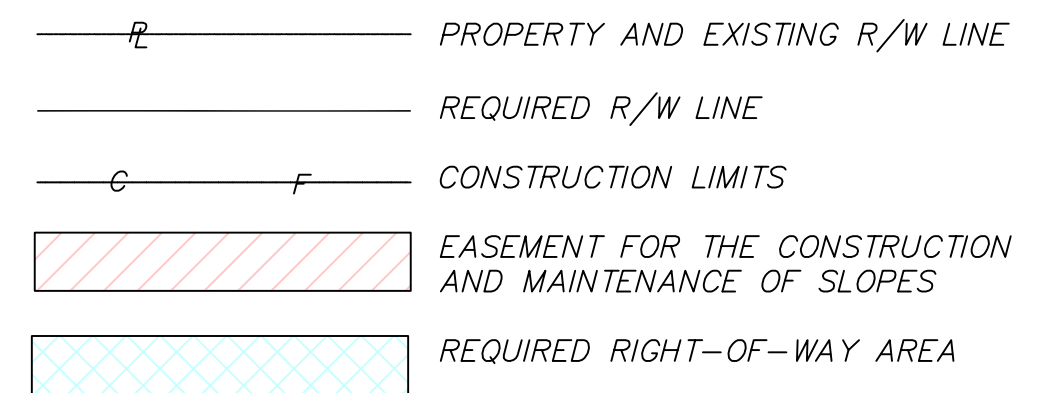 PL PROPERTY AND EXISTING R/W LINE
REQUIRED R/W LINE
C F CONSTRUCTION LIMITS
EASEMENT FOR THE CONSTRUCTION
AND MAINTENANCE OF SLOPES
REQUIRED RIGHT-OF-WAY AREA